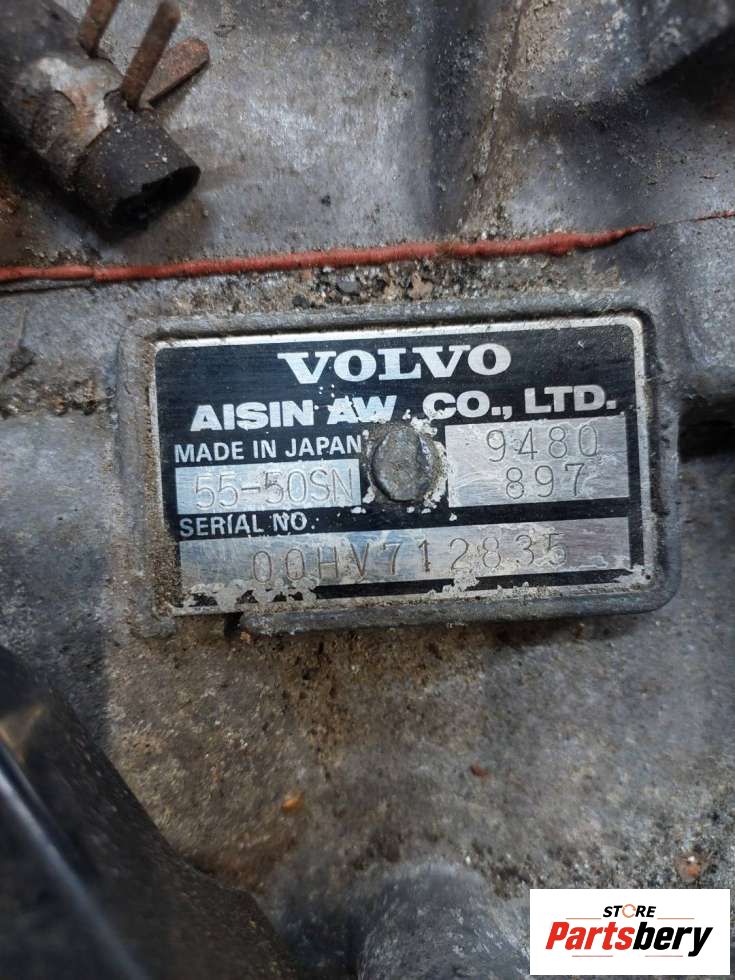 VOLVO
AISIN AW CO., LTD.
MADE IN JAPAN
55-50SN
9480
897
SERIAL NO.
00HV712835
STORE
Partsbery